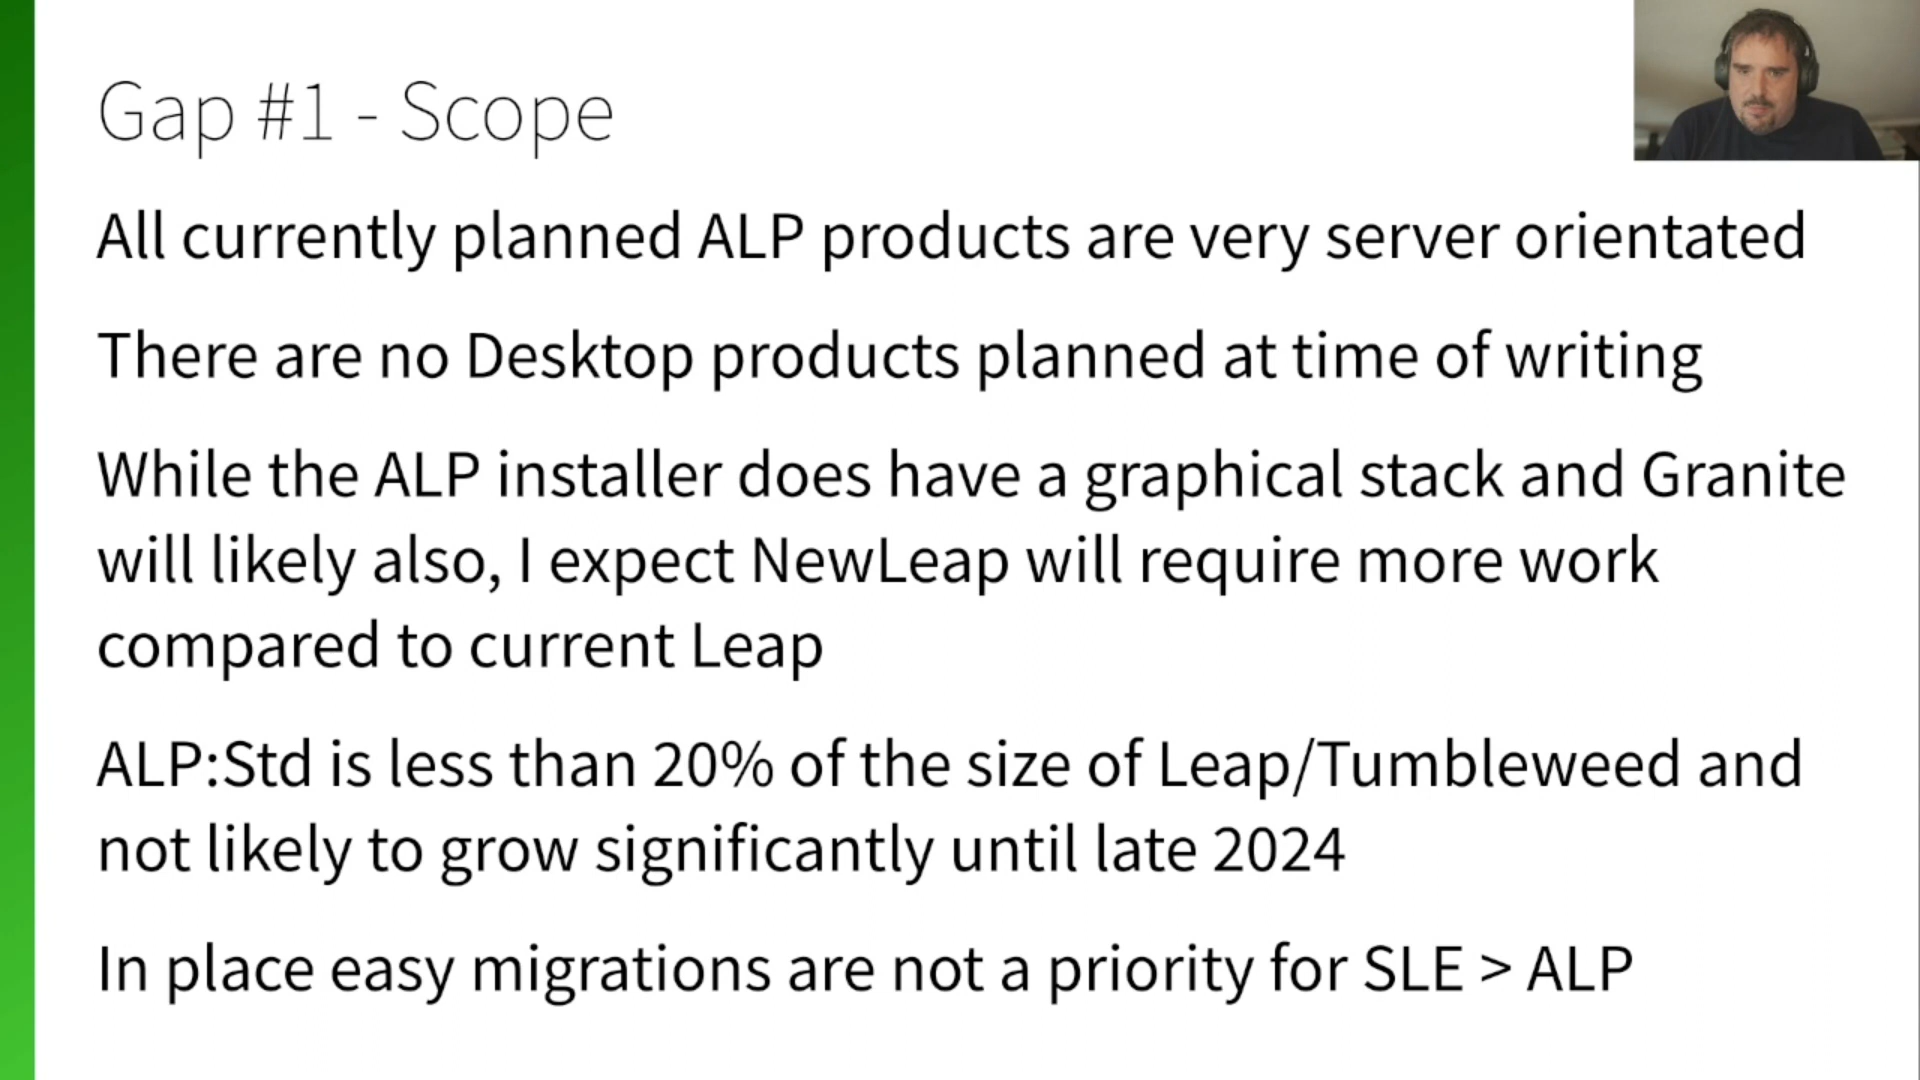 Gap #1 - Scope
All currently planned ALP products are very server orientated
There are no Desktop products planned at time of writing
While the ALP installer does have a graphical stack and Granite
will likely also, I expect NewLeap will require more work
compared to current Leap
ALP:Std is less than 20% of the size of Leap/Tumbleweed and
not likely to grow significantly until late 2024
In place easy migrations are not a priority for SLE > ALP